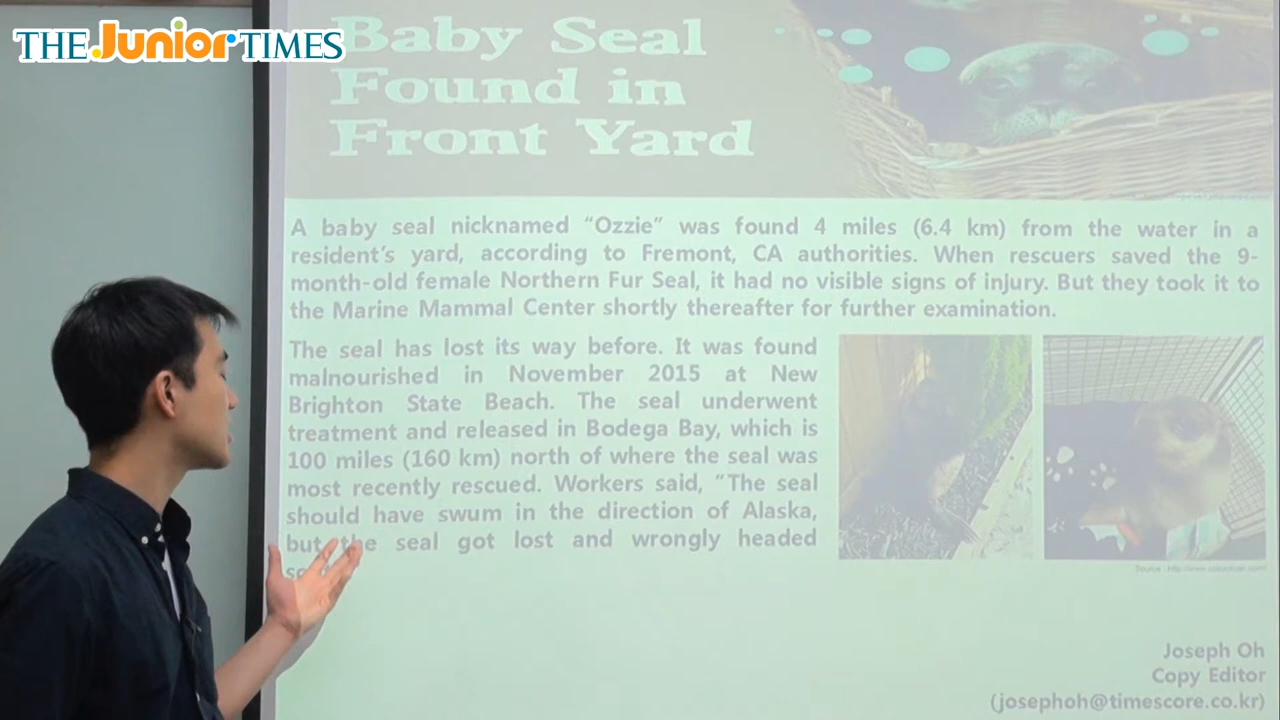 THE Junior TIMES
Baby Seal
Found in
Front Yard
A baby seal nicknamed “Ozzie” was found 4 miles (6.4 km) from the water in a
resident’s yard, according to Fremont, CA authorities. When rescuers saved the 9-
month-old female Northern Fur Seal, it had no visible signs of injury. But they took it to
the Marine Mammal Center shortly thereafter for further examination.
The seal has lost its way before. It was found
malnourished in November 2015 at New
Brighton State Beach. The seal underwent
treatment and released in Bodega Bay, which is
100 miles (160 km) north of where the seal was
most recently rescued. Workers said, “The seal
should have swum in the direction of Alaska,
but the seal got lost and wrongly headed
Joseph Oh
Copy Editor
(josephoh@timescore.co.kr)